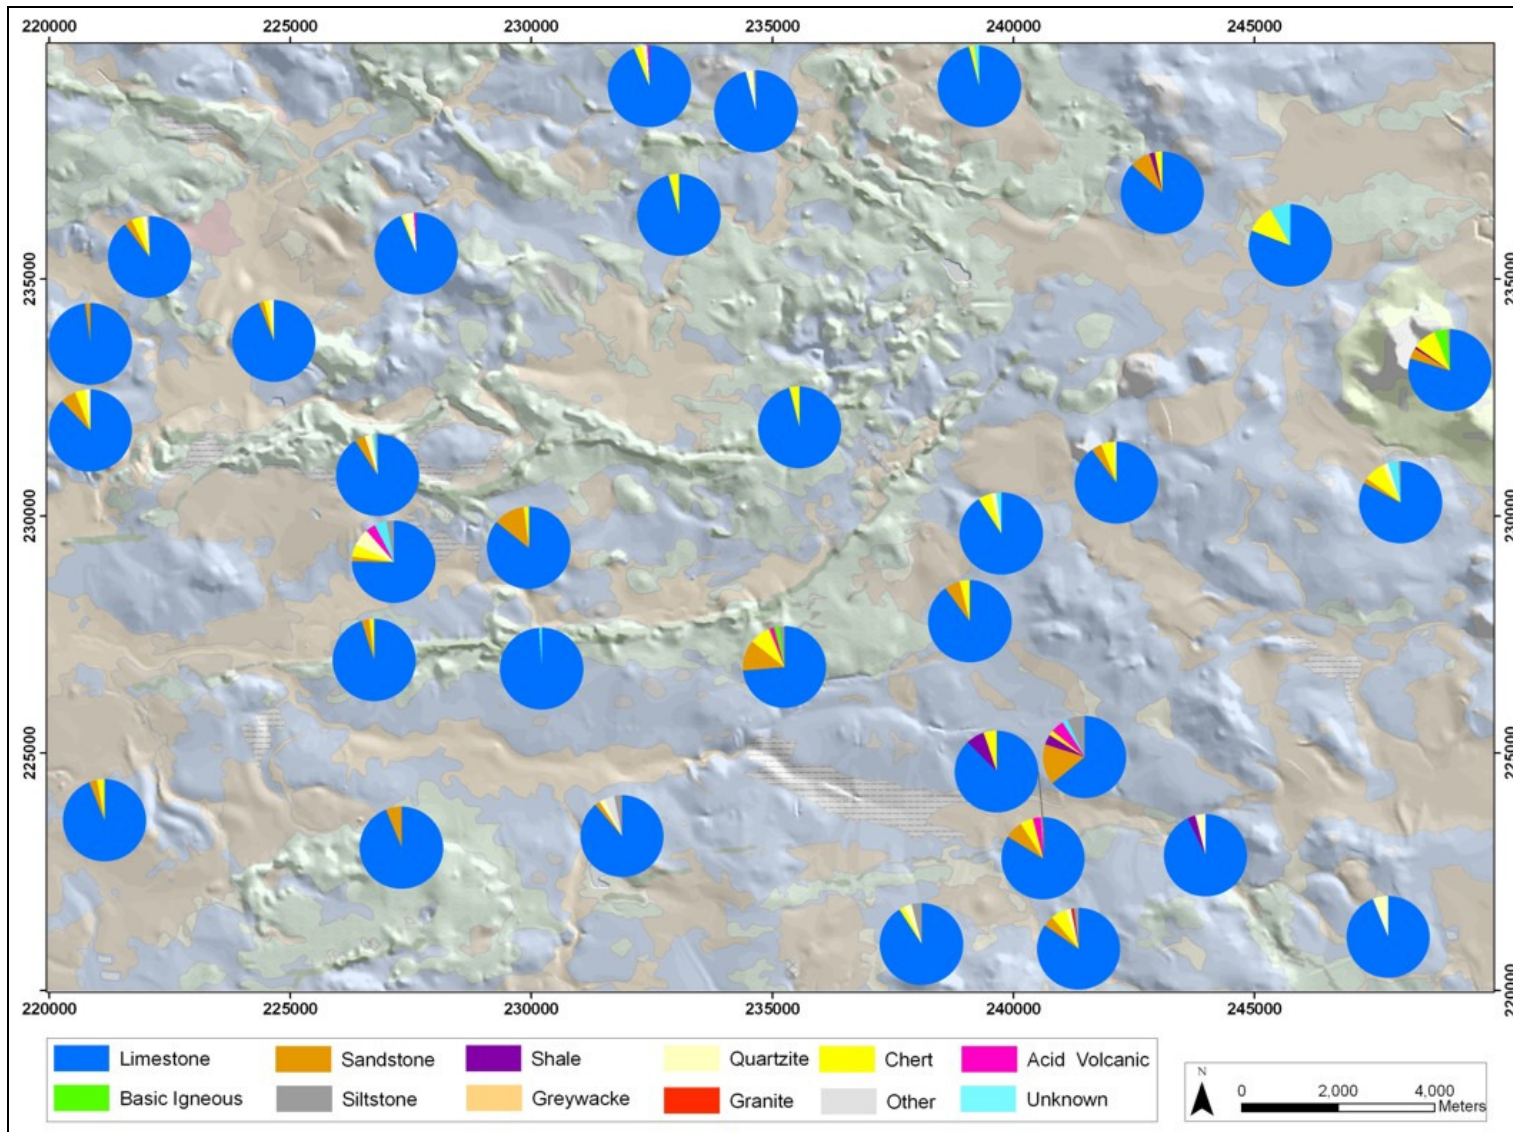 220000 225000 230000 235000 240000 245000
235000 235000
230000 230000
225000 225000
220000
220000 225000 230000 235000 240000 245000
Limestone Sandstone Shale Quartzite Chert Acid Volcanic
Basic Igneous Siltstone Greywacke Granite Other Unknown
N
0 2,000 4,000
Meters